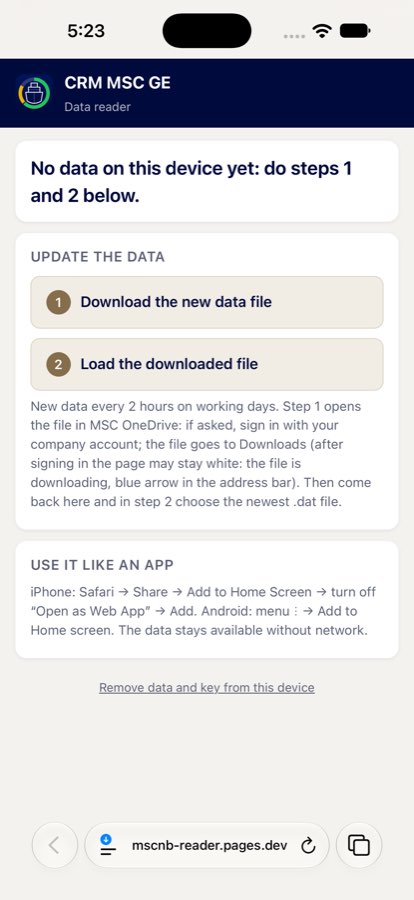 5:23
CRM MSC GE
Data reader
No data on this device yet: do steps 1
and 2 below.
UPDATE THE DATA
1 Download the new data file
2 Load the downloaded file
New data every 2 hours on working days. Step 1 opens
the file in MSC OneDrive: if asked, sign in with your
company account; the file goes to Downloads (after
signing in the page may stay white: the file is
downloading, blue arrow in the address bar). Then come
back here and in step 2 choose the newest .dat file.
USE IT LIKE AN APP
iPhone: Safari → Share → Add to Home Screen → turn off
“Open as Web App” → Add. Android: menu ⋮ → Add to
Home screen. The data stays available without network.
Remove data and key from this device
mscnb-reader.pages.dev